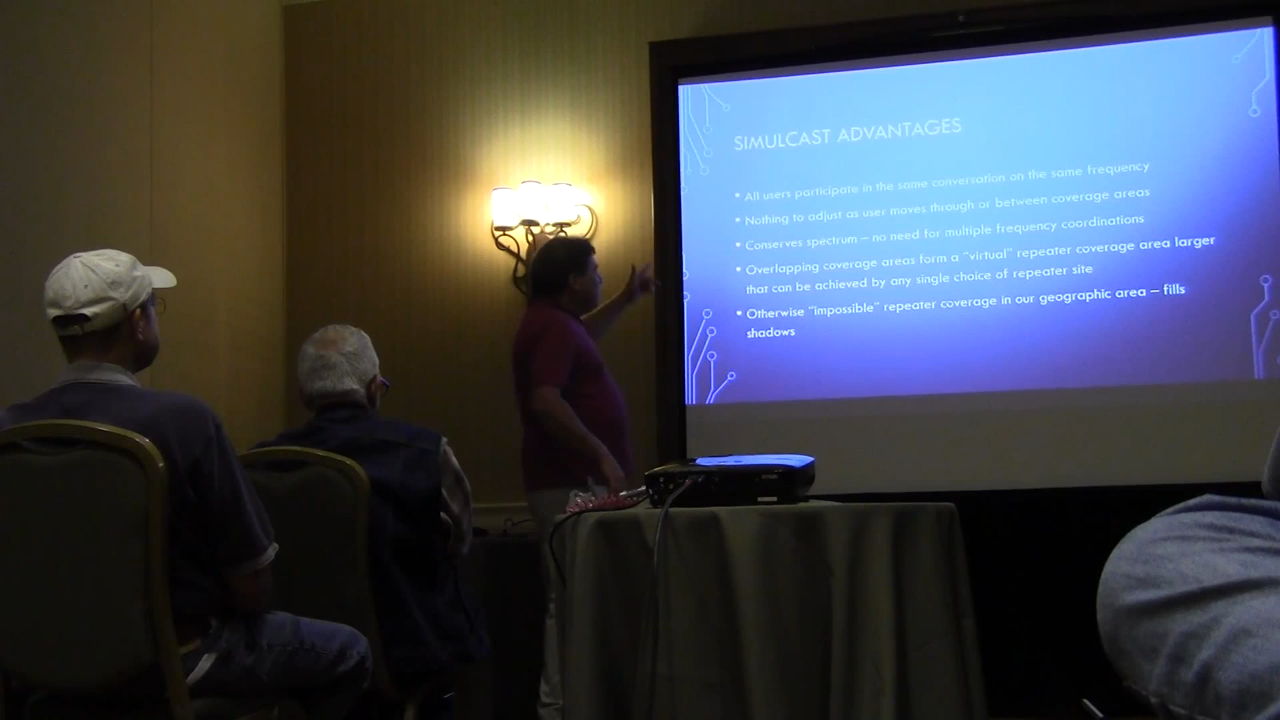 SIMULCAST ADVANTAGES
• All users participate in the same conversation on the same frequency
• Nothing to adjust as user moves through or between coverage areas
• Conserves spectrum – no need for multiple frequency coordinations
• Overlapping coverage areas form a "virtual" repeater coverage area larger
that can be achieved by any single choice of repeater site
• Otherwise "impossible" repeater coverage in our geographic area – fills
shadows